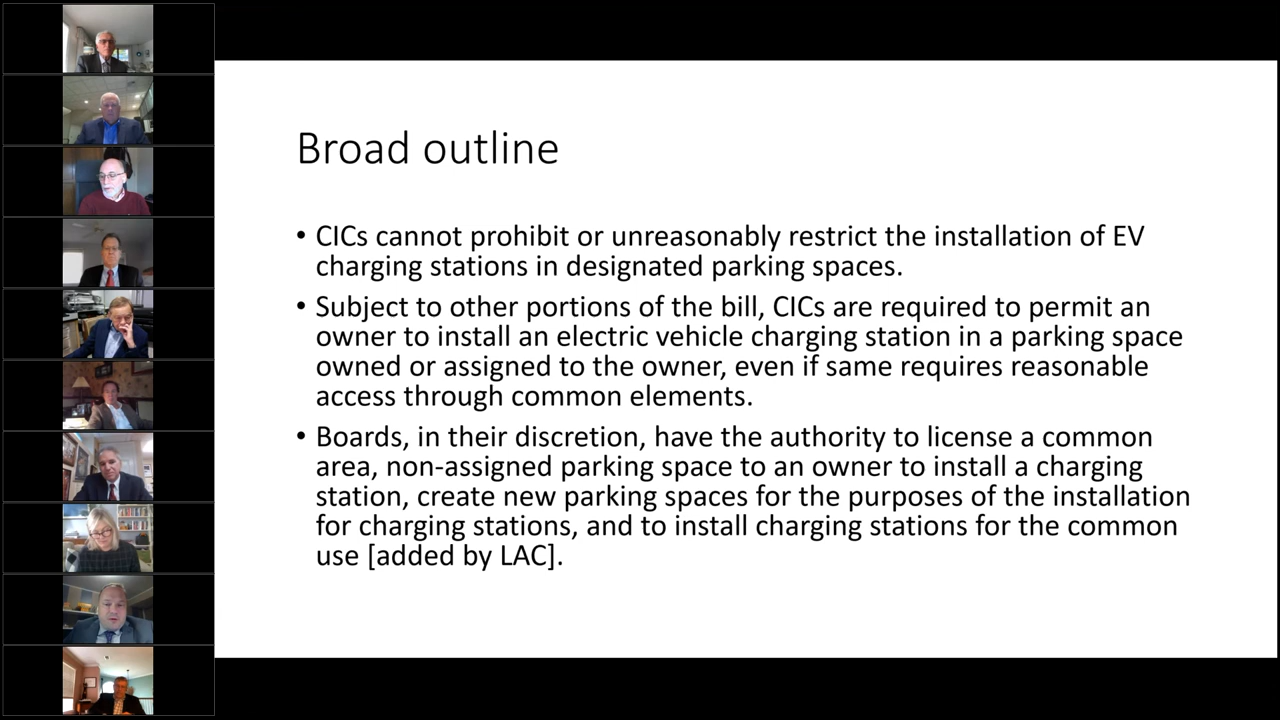 Broad outline
• CICs cannot prohibit or unreasonably restrict the installation of EV
charging stations in designated parking spaces.
• Subject to other portions of the bill, CICs are required to permit an
owner to install an electric vehicle charging station in a parking space
owned or assigned to the owner, even if same requires reasonable
access through common elements.
• Boards, in their discretion, have the authority to license a common
area, non-assigned parking space to an owner to install a charging
station, create new parking spaces for the purposes of the installation
for charging stations, and to install charging stations for the common
use [added by LAC].